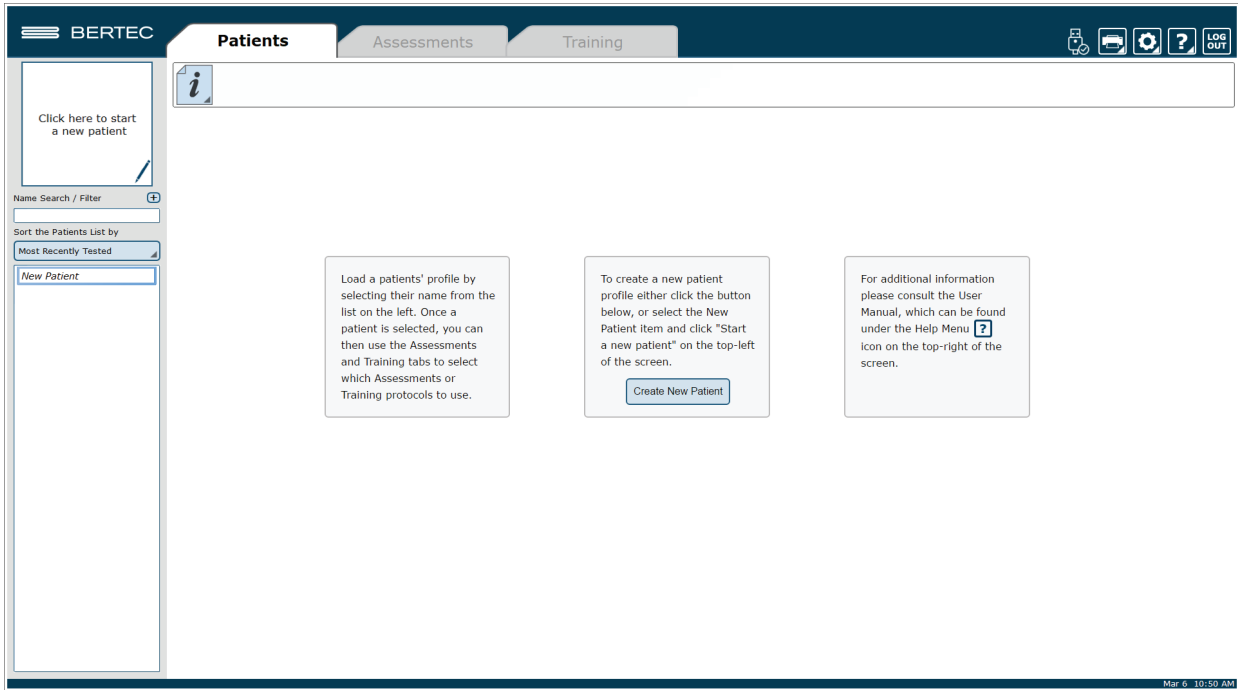 BERTEC
Patients
Assessments
Training
?
LOG
OUT
i
Click here to start
a new patient
Name Search / Filter
Sort the Patients List by
Most Recently Tested
New Patient
Load a patients' profile by
selecting their name from the
list on the left. Once a
patient is selected, you can
then use the Assessments
and Training tabs to select
which Assessments or
Training protocols to use.
To create a new patient
profile either click the button
below, or select the New
Patient item and click "Start
a new patient" on the top-left
of the screen.
Create New Patient
For additional information
please consult the User
Manual, which can be found
under the Help Menu ?
icon on the top-right of the
screen.
Mar 6 10:50 AM